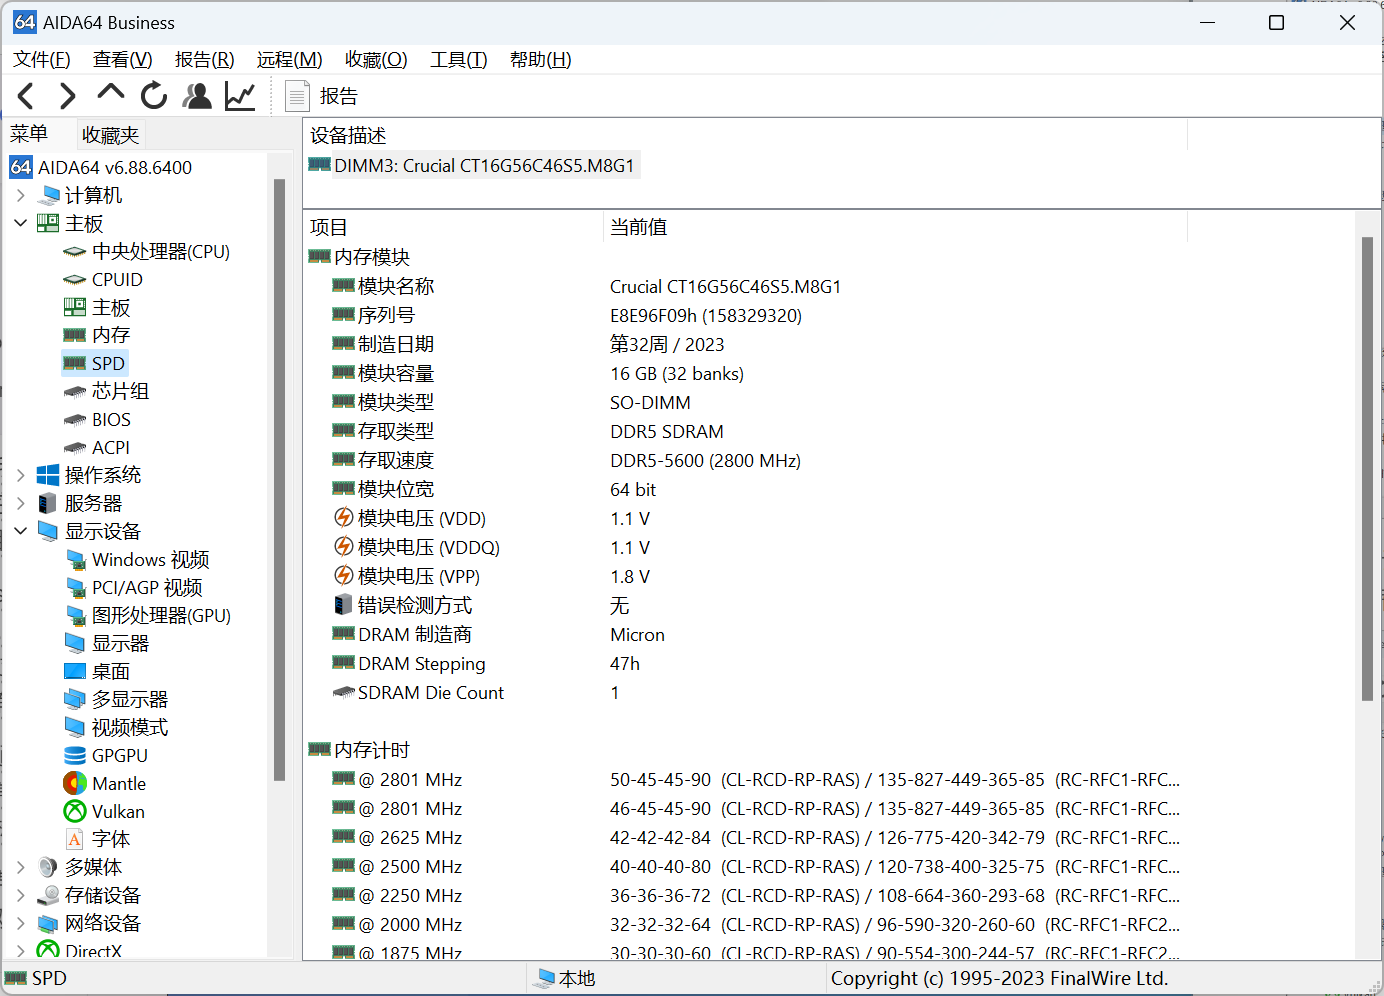 AIDA64 Business
文件(F) 查看(V) 报告(R) 远程(M) 收藏(O) 工具(T) 帮助(H)
报告
菜单 收藏夹
AIDA64 v6.88.6400
计算机
主板
中央处理器(CPU)
CPUID
主板
内存
SPD
芯片组
BIOS
ACPI
操作系统
服务器
显示设备
Windows 视频
PCI/AGP 视频
图形处理器(GPU)
显示器
桌面
多显示器
视频模式
GPGPU
Mantle
Vulkan
字体
多媒体
存储设备
网络设备
DirectX
设备描述
DIMM3: Crucial CT16G56C46S5.M8G1
项目 当前值
内存模块
模块名称 Crucial CT16G56C46S5.M8G1
序列号 E8E96F09h (158329320)
制造日期 第32周 / 2023
模块容量 16 GB (32 banks)
模块类型 SO-DIMM
存取类型 DDR5 SDRAM
存取速度 DDR5-5600 (2800 MHz)
模块位宽 64 bit
模块电压 (VDD) 1.1 V
模块电压 (VDDQ) 1.1 V
模块电压 (VPP) 1.8 V
错误检测方式 无
DRAM 制造商 Micron
DRAM Stepping 47h
SDRAM Die Count 1
内存计时
@ 2801 MHz 50-45-45-90 (CL-RCD-RP-RAS) / 135-827-449-365-85 (RC-RFC1-RFC...
@ 2801 MHz 46-45-45-90 (CL-RCD-RP-RAS) / 135-827-449-365-85 (RC-RFC1-RFC...
@ 2625 MHz 42-42-42-84 (CL-RCD-RP-RAS) / 126-775-420-342-79 (RC-RFC1-RFC...
@ 2500 MHz 40-40-40-80 (CL-RCD-RP-RAS) / 120-738-400-325-75 (RC-RFC1-RFC...
@ 2250 MHz 36-36-36-72 (CL-RCD-RP-RAS) / 108-664-360-293-68 (RC-RFC1-RFC...
@ 2000 MHz 32-32-32-64 (CL-RCD-RP-RAS) / 96-590-320-260-60 (RC-RFC1-RFC2...
@ 1875 MHz 30-30-30-60 (CL-RCD-RP-RAS) / 90-554-300-244-57 (RC-RFC1-RFC2...
SPD 本地 Copyright (c) 1995-2023 FinalWire Ltd.